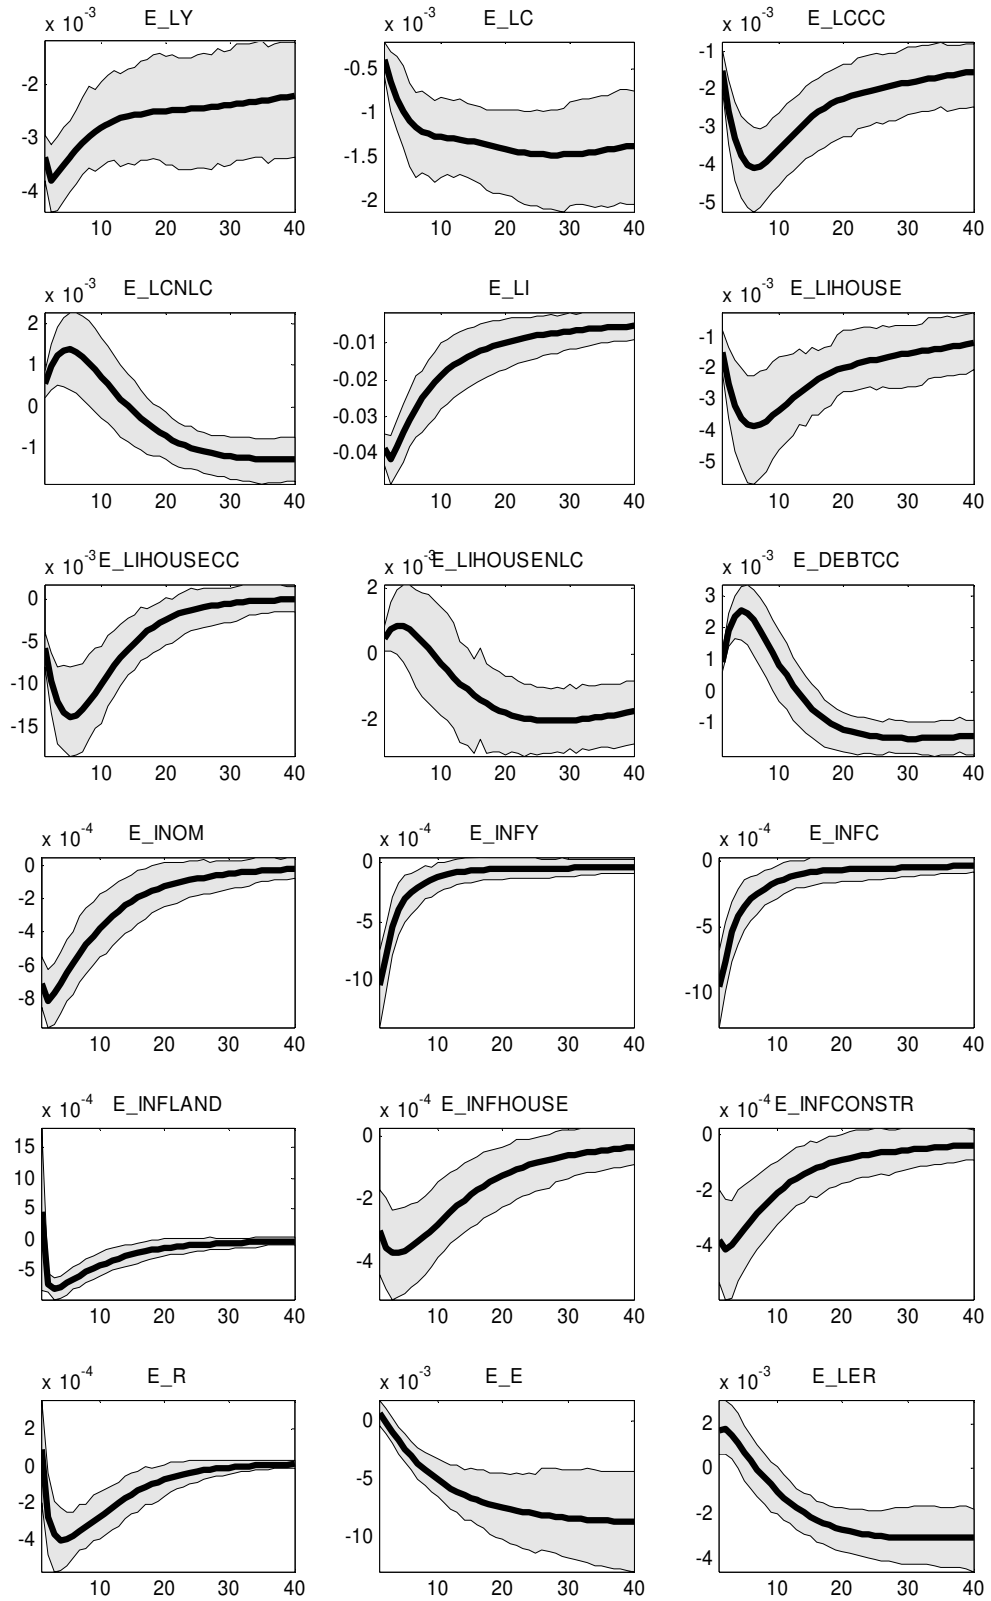 x 10-3 E_LY
-2
-3
-4
10 20 30 40
x 10-3 E_LC
-0.5
-1
-1.5
-2
10 20 30 40
x 10-3 E_LCCC
-1
-2
-3
-4
-5
10 20 30 40
x 10-3 E_LCNLC
2
1
0
-1
10 20 30 40
E_LI
-0.01
-0.02
-0.03
-0.04
10 20 30 40
x 10-3 E_LIHOUSE
-1
-2
-3
-4
-5
10 20 30 40
x 10-3 E_LIHOUSECC
0
-5
-10
-15
10 20 30 40
x 10-3 E_LIHOUSENLC
2
0
-2
10 20 30 40
x 10-3 E_DEBTCC
3
2
1
0
-1
10 20 30 40
x 10-4 E_INOM
0
-2
-4
-6
-8
10 20 30 40
x 10-4 E_INFY
0
-5
-10
10 20 30 40
x 10-4 E_INFC
0
-5
-10
10 20 30 40
x 10-4 E_INFLAND
15
10
5
0
-5
10 20 30 40
x 10-4 E_INFHOUSE
0
-2
-4
10 20 30 40
x 10-4 E_INFCONSTR
0
-2
-4
10 20 30 40
x 10-4 E_R
2
0
-2
-4
10 20 30 40
x 10-3 E_E
0
-5
-10
10 20 30 40
x 10-3 E_LER
2
0
-2
-4
10 20 30 40